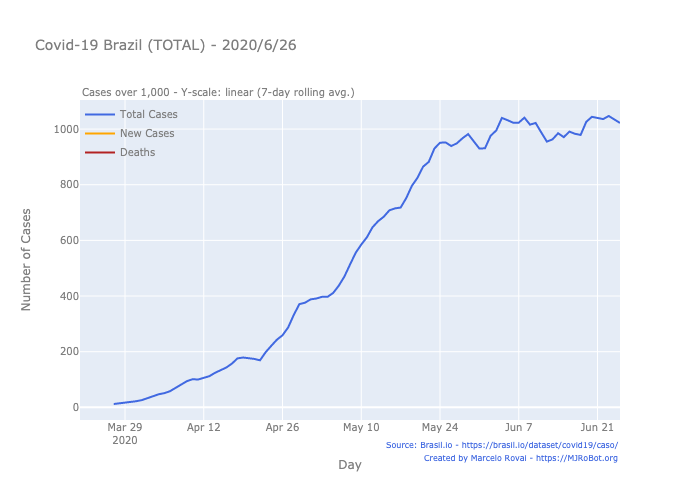 Covid-19 Brazil (TOTAL) - 2020/6/26
Cases over 1,000 - Y-scale: linear (7-day rolling avg.)
Total Cases
New Cases
Deaths
Number of Cases
1000
800
600
400
200
0
Mar 29 Apr 12 Apr 26 May 10 May 24 Jun 7 Jun 21
2020
Day
Source: Brasil.io - https://brasil.io/dataset/covid19/caso/
Created by Marcelo Rovai - https://MJRoBot.org